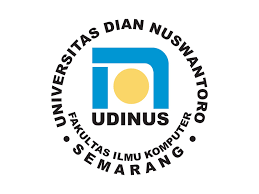 UNIVERSITAS DIAN NUSWANTORO
UDINUS
FAKULTAS ILMU KOMPUTER
• SEMARANG •